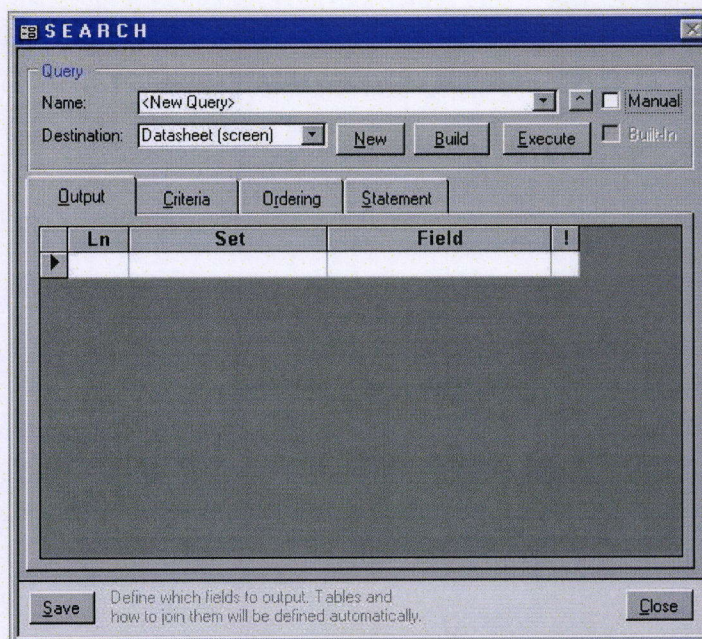 SEARCH
Query
Name: <New Query> ^ Manual
Destination: Datasheet (screen) New Build Execute Built-In
Output Criteria Ordering Statement
Ln Set Field !
Save Define which fields to output. Tables and
how to join them will be defined automatically. Close